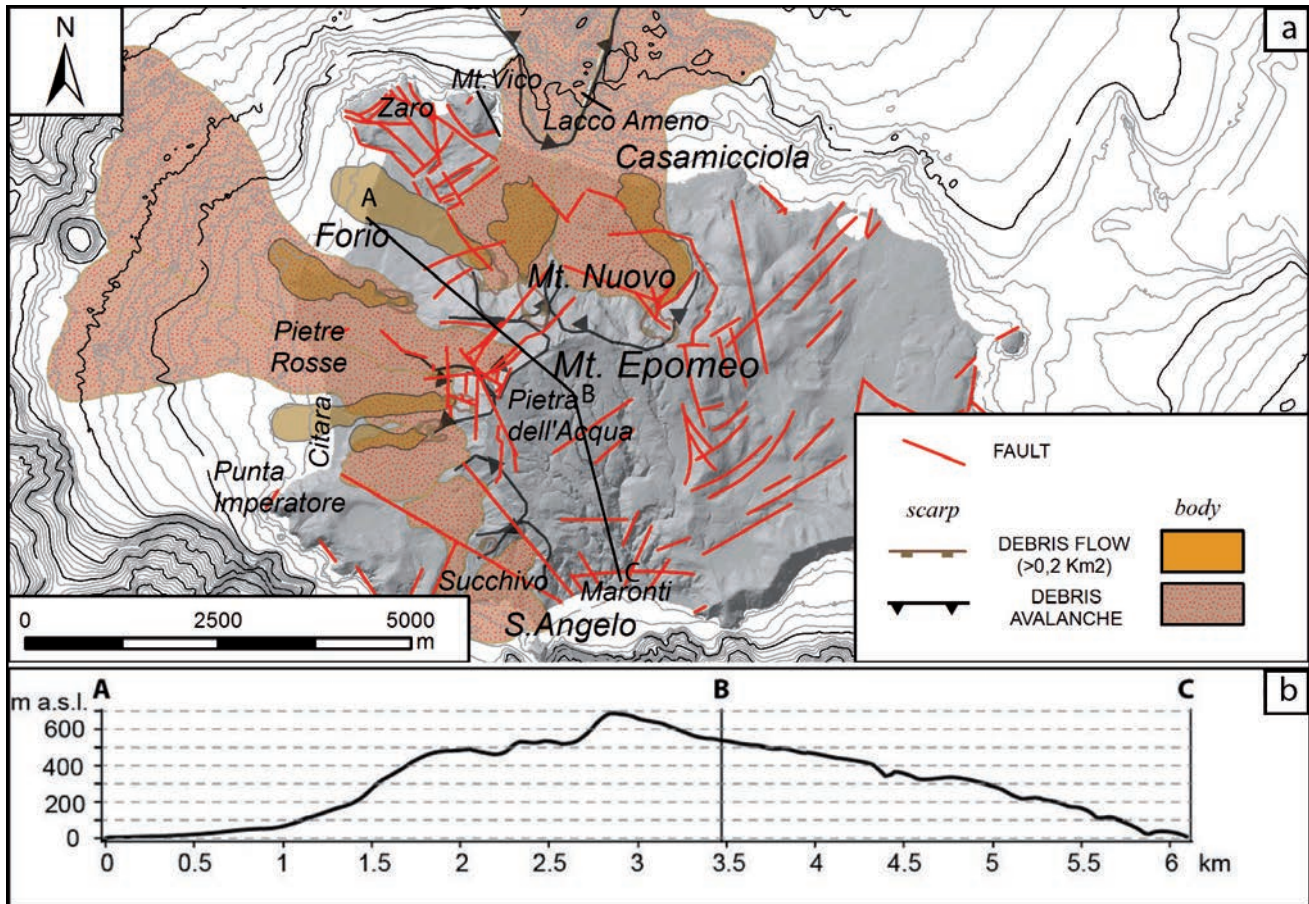 a
N
Mt. Vico
Zaro
Lacco Ameno
Casamicciola
A
Forio
Mt. Nuovo
Pietre
Rosse
Mt. Epomeo
B
Pietra
dell'Acqua
Citara
Punta
Imperatore
Succhivo
C
Maronti
S.Angelo
0 2500 5000
m
FAULT
scarp body
DEBRIS FLOW
(>0,2 Km2)
DEBRIS
AVALANCHE
b
A B C
m a.s.l.
600
400
200
0
0 0.5 1 1.5 2 2.5 3 3.5 4 4.5 5 5.5 6 km